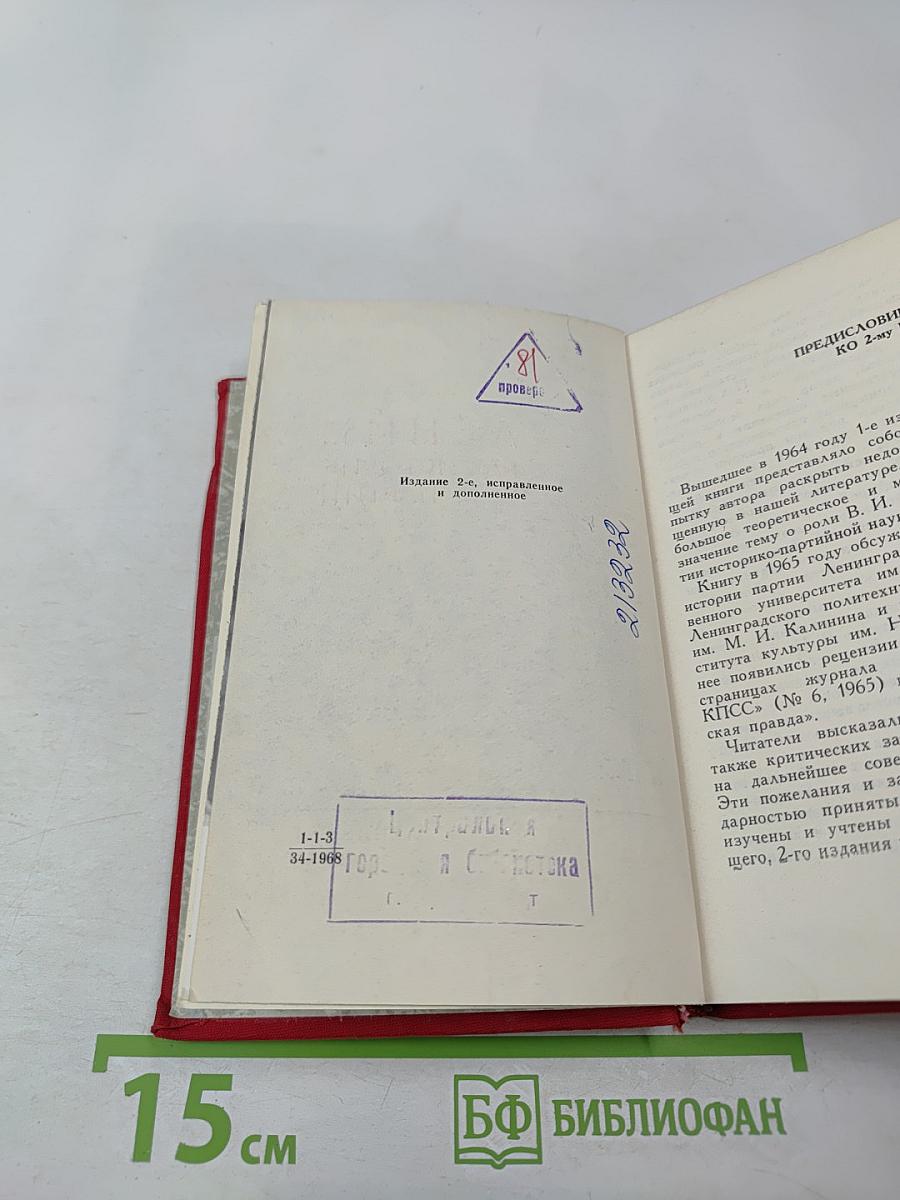 81
провере
Издание 2-е, исправленное
и дополненное
213232
1-1-3
34-1968
я
т
г.
ПРЕДИСЛОВИ
КО 2-му
Вышедшее в 1964 году 1-е из
щей книги представляло собо
пытку автора раскрыть недо
щенную в нашей литературе
большое теоретическое и м
значение тему о роли В. И.
тии историко-партийной нау
Книгу в 1965 году обсуж
истории партии Ленингра
венного университета им
Ленинградского политехн
им. М. И. Калинина и
ститута культуры им. Н
нее появились рецензии
страницах журнала
КПСС» (№ 6, 1965)
ская правда».
Читатели высказал
также критических за
на дальнейшее сове
Эти пожелания и за
дарностью приняты
изучены и учтены
щего, 2-го издания
15 см
БФ БИБЛИОФАН